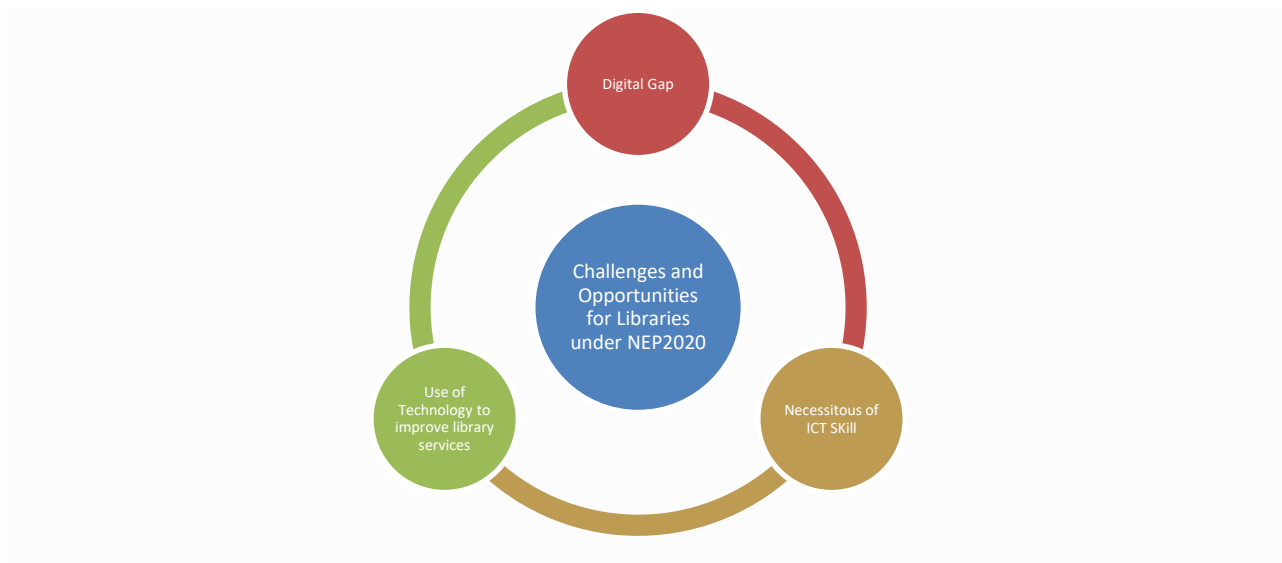 Digital Gap
Challenges and
Opportunities
for Libraries
under NEP2020
Use of
Technology to
improve library
services
Necessitous of
ICT SKill